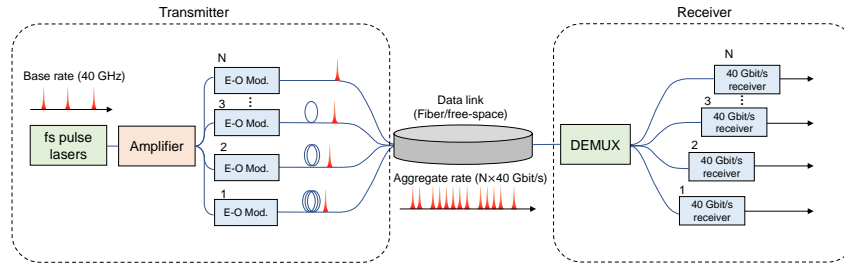 Transmitter
Receiver
Base rate (40 GHz)
fs pulse
lasers
Amplifier
N
E-O Mod.
3
E-O Mod.
2
E-O Mod.
1
E-O Mod.
Data link
(Fiber/free-space)
Aggregate rate (N×40 Gbit/s)
DEMUX
N
40 Gbit/s
receiver
3
40 Gbit/s
receiver
2
40 Gbit/s
receiver
1
40 Gbit/s
receiver